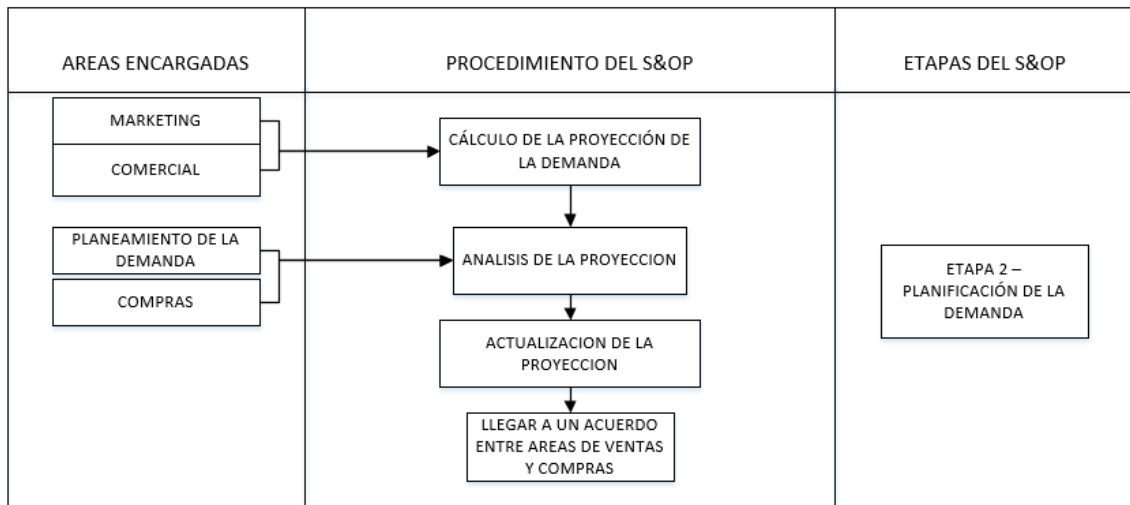 AREAS ENCARGADAS
PROCEDIMIENTO DEL S&OP
ETAPAS DEL S&OP
MARKETING
COMERCIAL
CÁLCULO DE LA PROYECCIÓN DE
LA DEMANDA
PLANEAMIENTO DE LA
DEMANDA
COMPRAS
ANALISIS DE LA PROYECCION
ACTUALIZACION DE LA
PROYECCION
LLEGAR A UN ACUERDO
ENTRE AREAS DE VENTAS
Y COMPRAS
ETAPA 2 –
PLANIFICACIÓN DE LA
DEMANDA